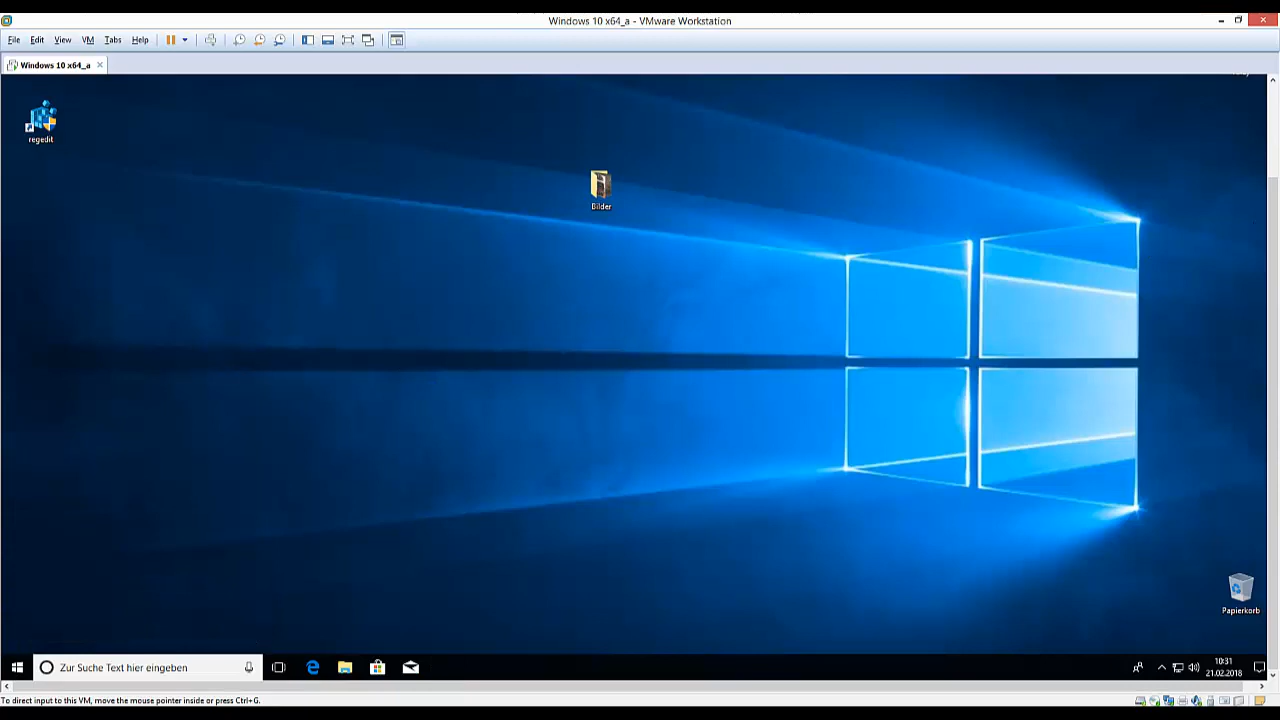 Windows 10 x64_a - VMware Workstation
File Edit View VM Tabs Help
Windows 10 x64_a
regedit
Bilder
Papierkorb
Zur Suche Text hier eingeben
10:31
21.02.2018
To direct input to this VM, move the mouse pointer inside or press Ctrl+G.